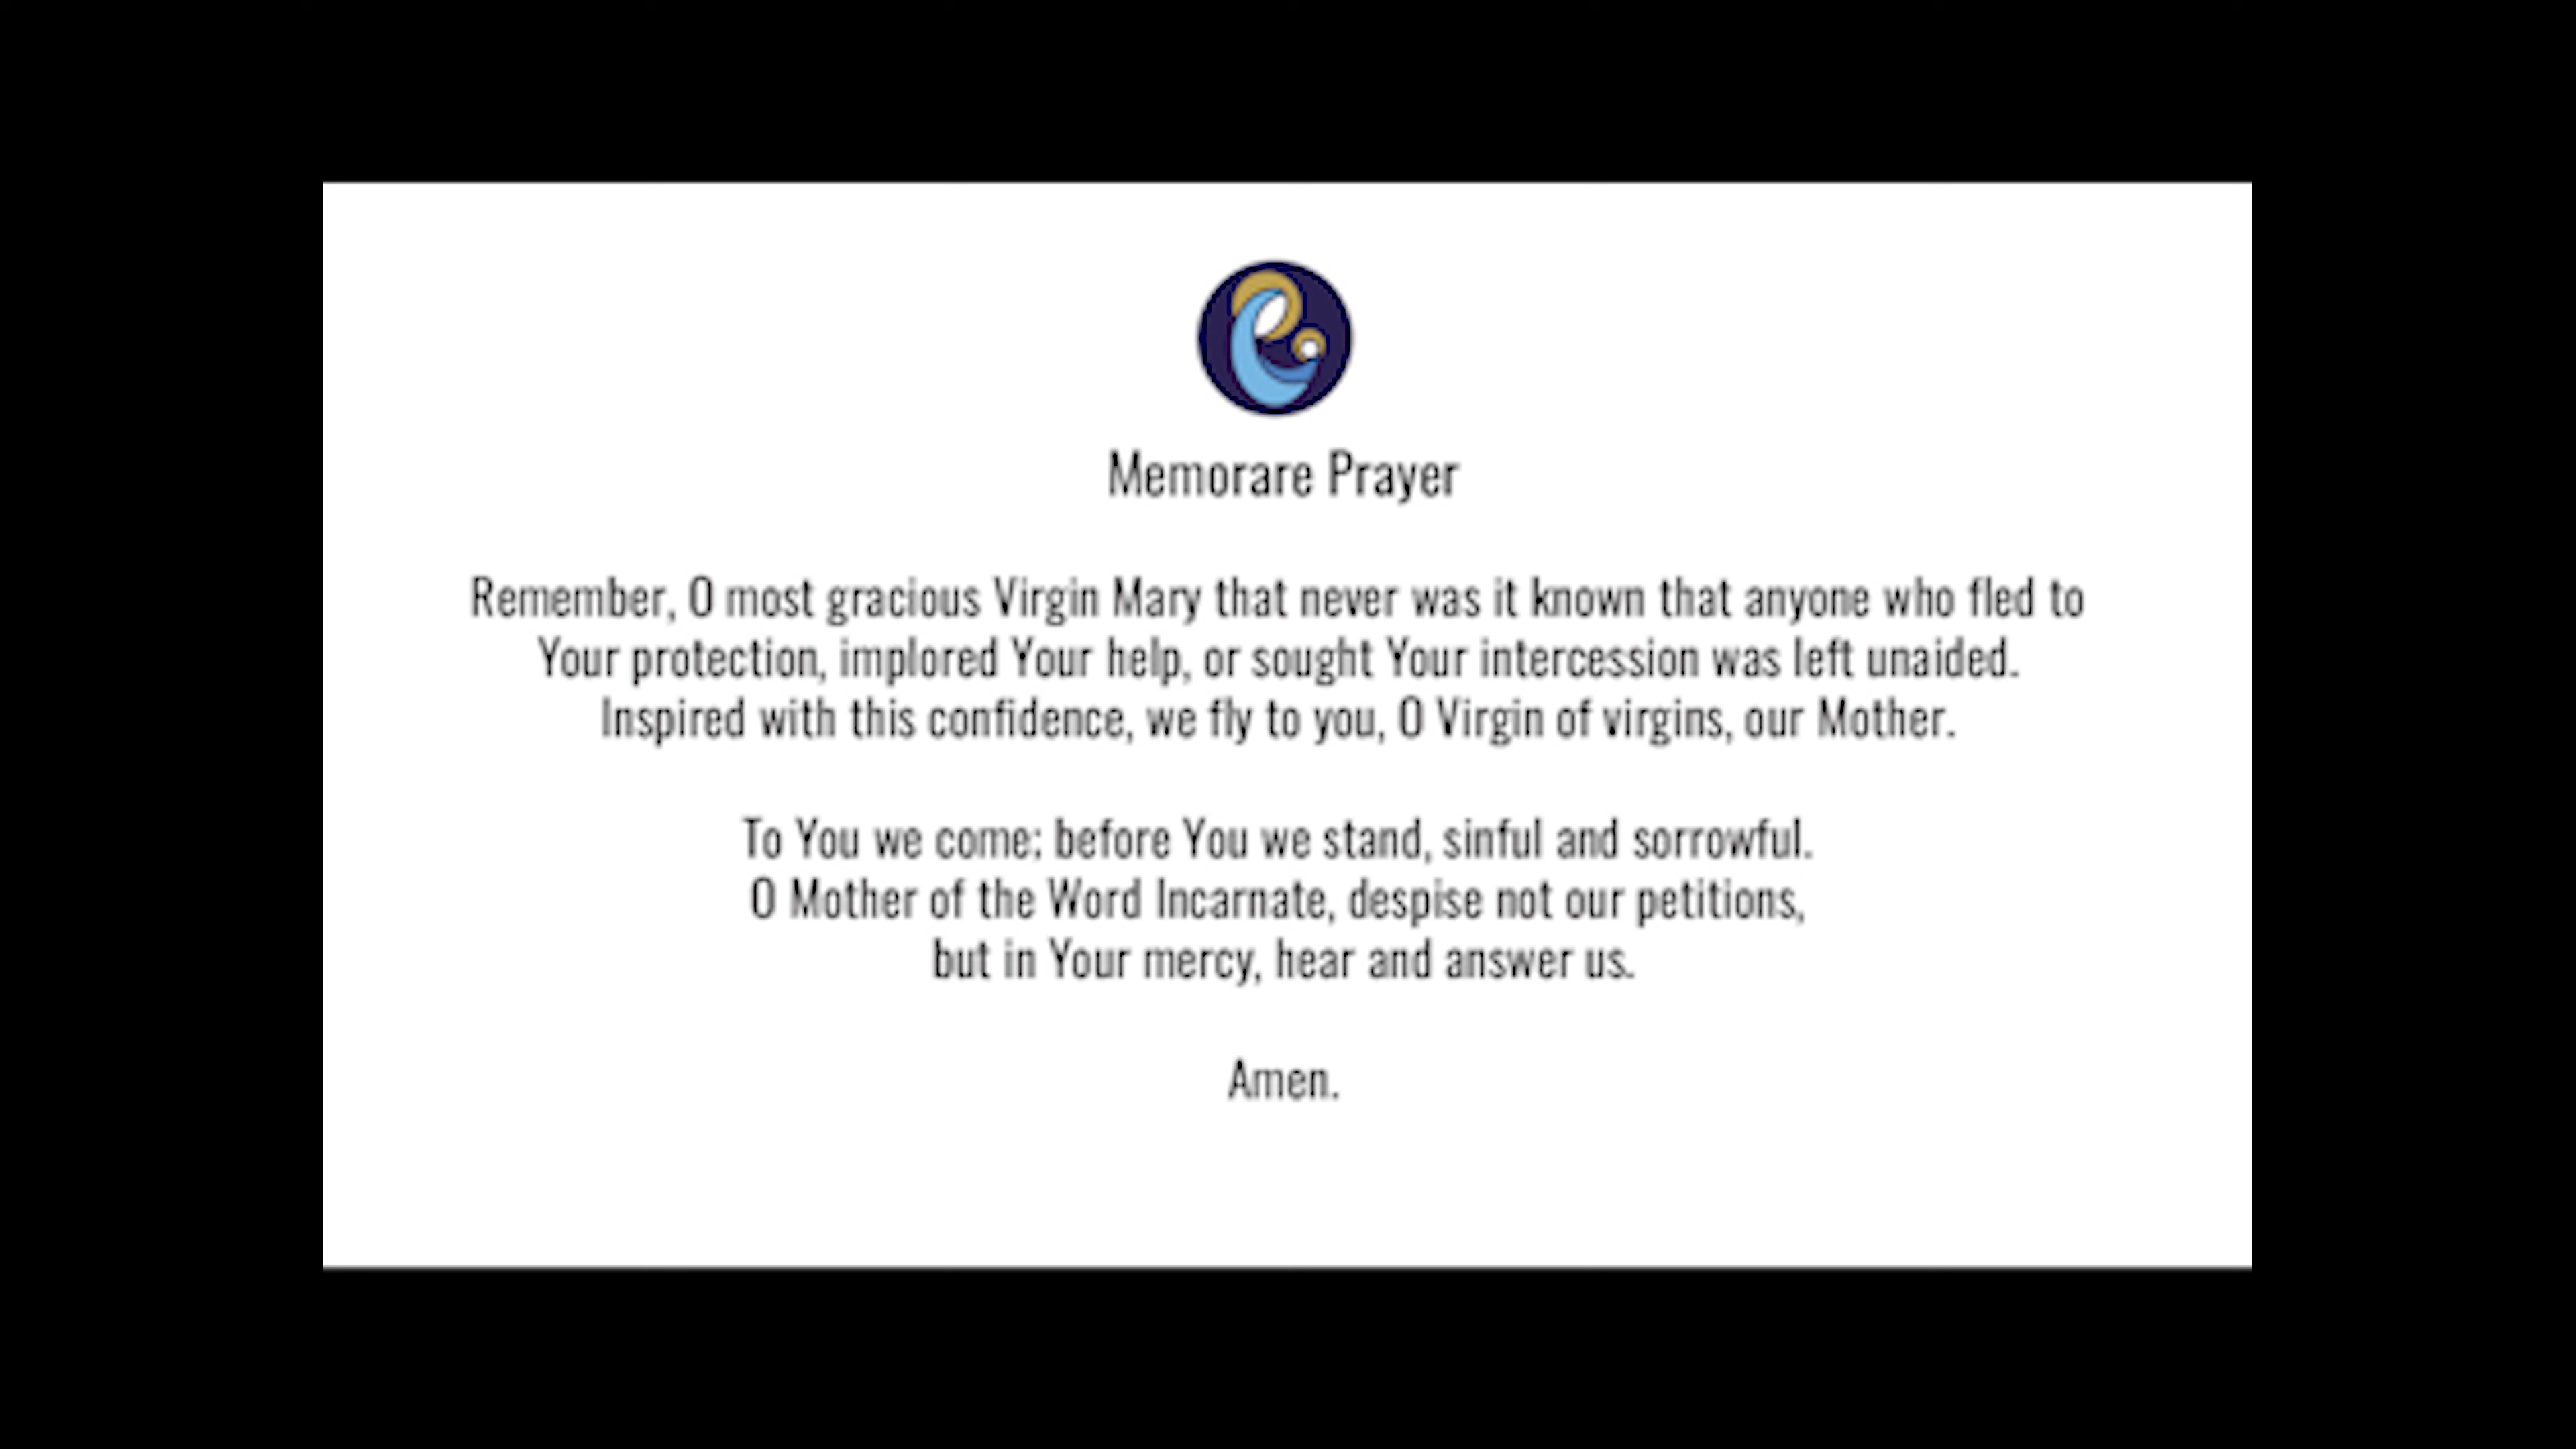 Memorare Prayer
Remember, O most gracious Virgin Mary that never was it known that anyone who fled to
Your protection, implored Your help, or sought Your intercession was left unaided.
Inspired with this confidence, we fly to you, O Virgin of virgins, our Mother.
To You we come; before You we stand, sinful and sorrowful.
O Mother of the Word Incarnate, despise not our petitions,
but in Your mercy, hear and answer us.
Amen.